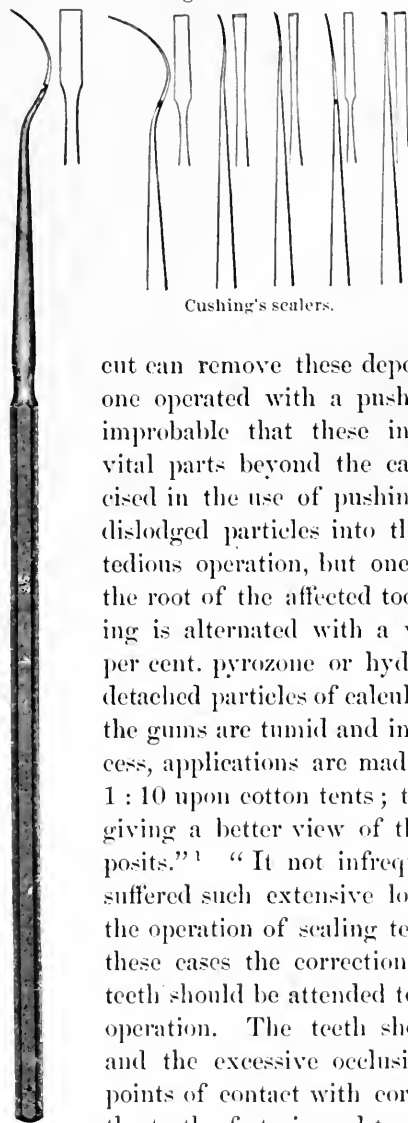 Cushing's scalers.
cut can remove these depo
one operated with a push
improbable that these in
vital parts beyond the ca
cised in the use of pushin
dislodged particles into th
tedious operation, but one
the root of the affected too
ing is alternated with a v
per cent. pyrozone or hyd
detached particles of calcul
the gums are tumid and in
cess, applications are mad
1 : 10 upon cotton tents; t
giving a better view of th
posits." 1 "It not infreq
suffered such extensive lo
the operation of scaling te
these cases the correction
teeth should be attended to
operation. The teeth sho
and the excessive occlusi
points of contact with cor